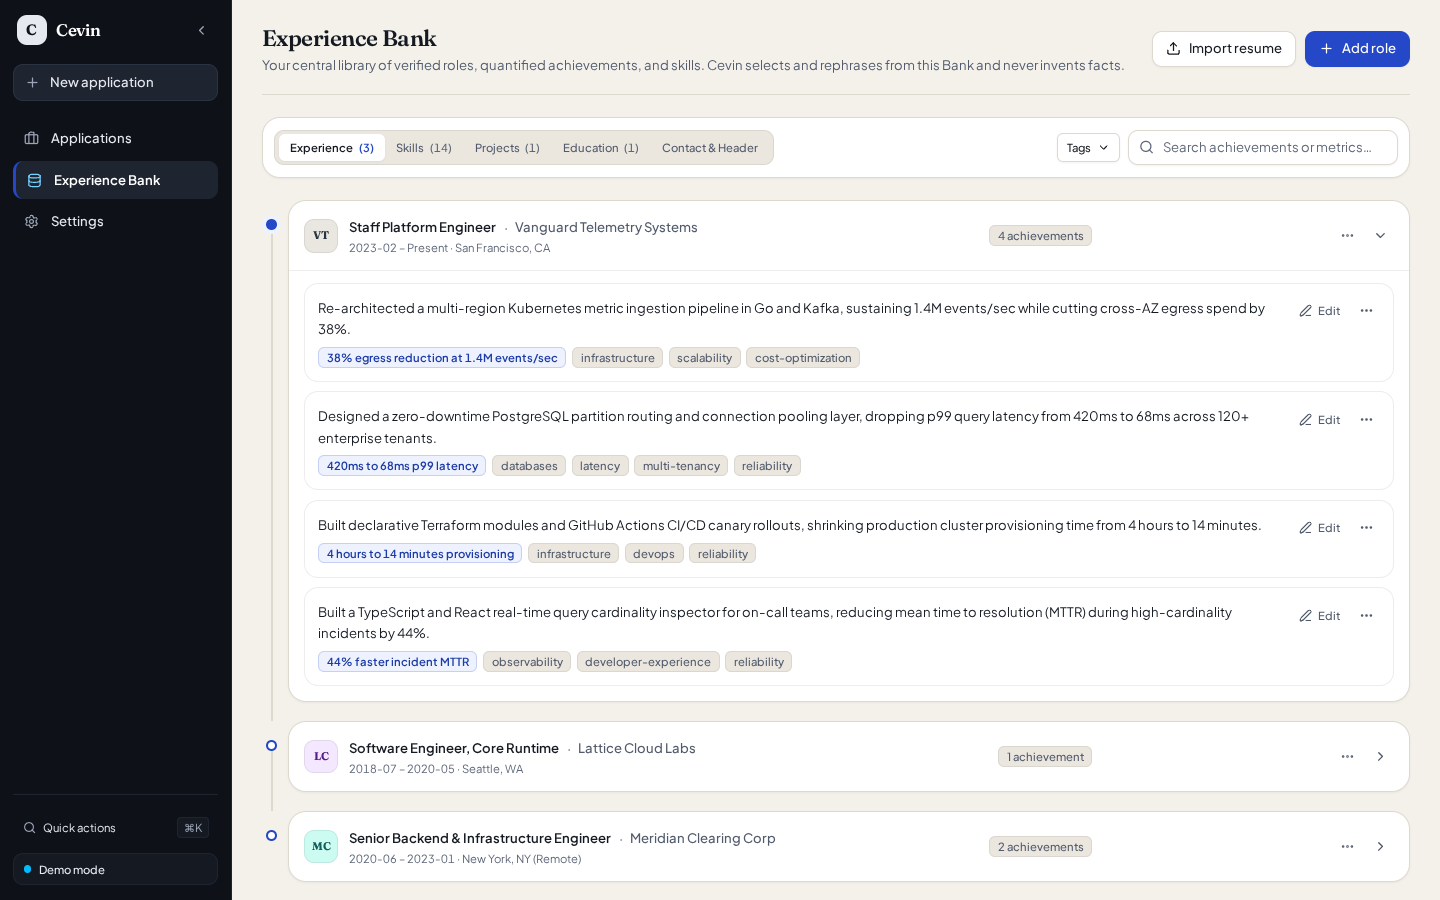 C Cevin
New application
Applications
Experience Bank
Settings
Quick actions ⌘K
Demo mode
Experience Bank
Your central library of verified roles, quantified achievements, and skills. Cevin selects and rephrases from this Bank and never invents facts.
Import resume
Add role
Experience (3) Skills (14) Projects (1) Education (1) Contact & Header
Tags
Search achievements or metrics...
VT
Staff Platform Engineer · Vanguard Telemetry Systems
2023-02 – Present · San Francisco, CA
4 achievements
Re-architected a multi-region Kubernetes metric ingestion pipeline in Go and Kafka, sustaining 1.4M events/sec while cutting cross-AZ egress spend by
38%.
Edit
38% egress reduction at 1.4M events/sec infrastructure scalability cost-optimization
Designed a zero-downtime PostgreSQL partition routing and connection pooling layer, dropping p99 query latency from 420ms to 68ms across 120+
enterprise tenants.
Edit
420ms to 68ms p99 latency databases latency multi-tenancy reliability
Built declarative Terraform modules and GitHub Actions CI/CD canary rollouts, shrinking production cluster provisioning time from 4 hours to 14 minutes.
Edit
4 hours to 14 minutes provisioning infrastructure devops reliability
Built a TypeScript and React real-time query cardinality inspector for on-call teams, reducing mean time to resolution (MTTR) during high-cardinality
incidents by 44%.
Edit
44% faster incident MTTR observability developer-experience reliability
LC
Software Engineer, Core Runtime · Lattice Cloud Labs
2018-07 – 2020-05 · Seattle, WA
1 achievement
MC
Senior Backend & Infrastructure Engineer · Meridian Clearing Corp
2020-06 – 2023-01 · New York, NY (Remote)
2 achievements